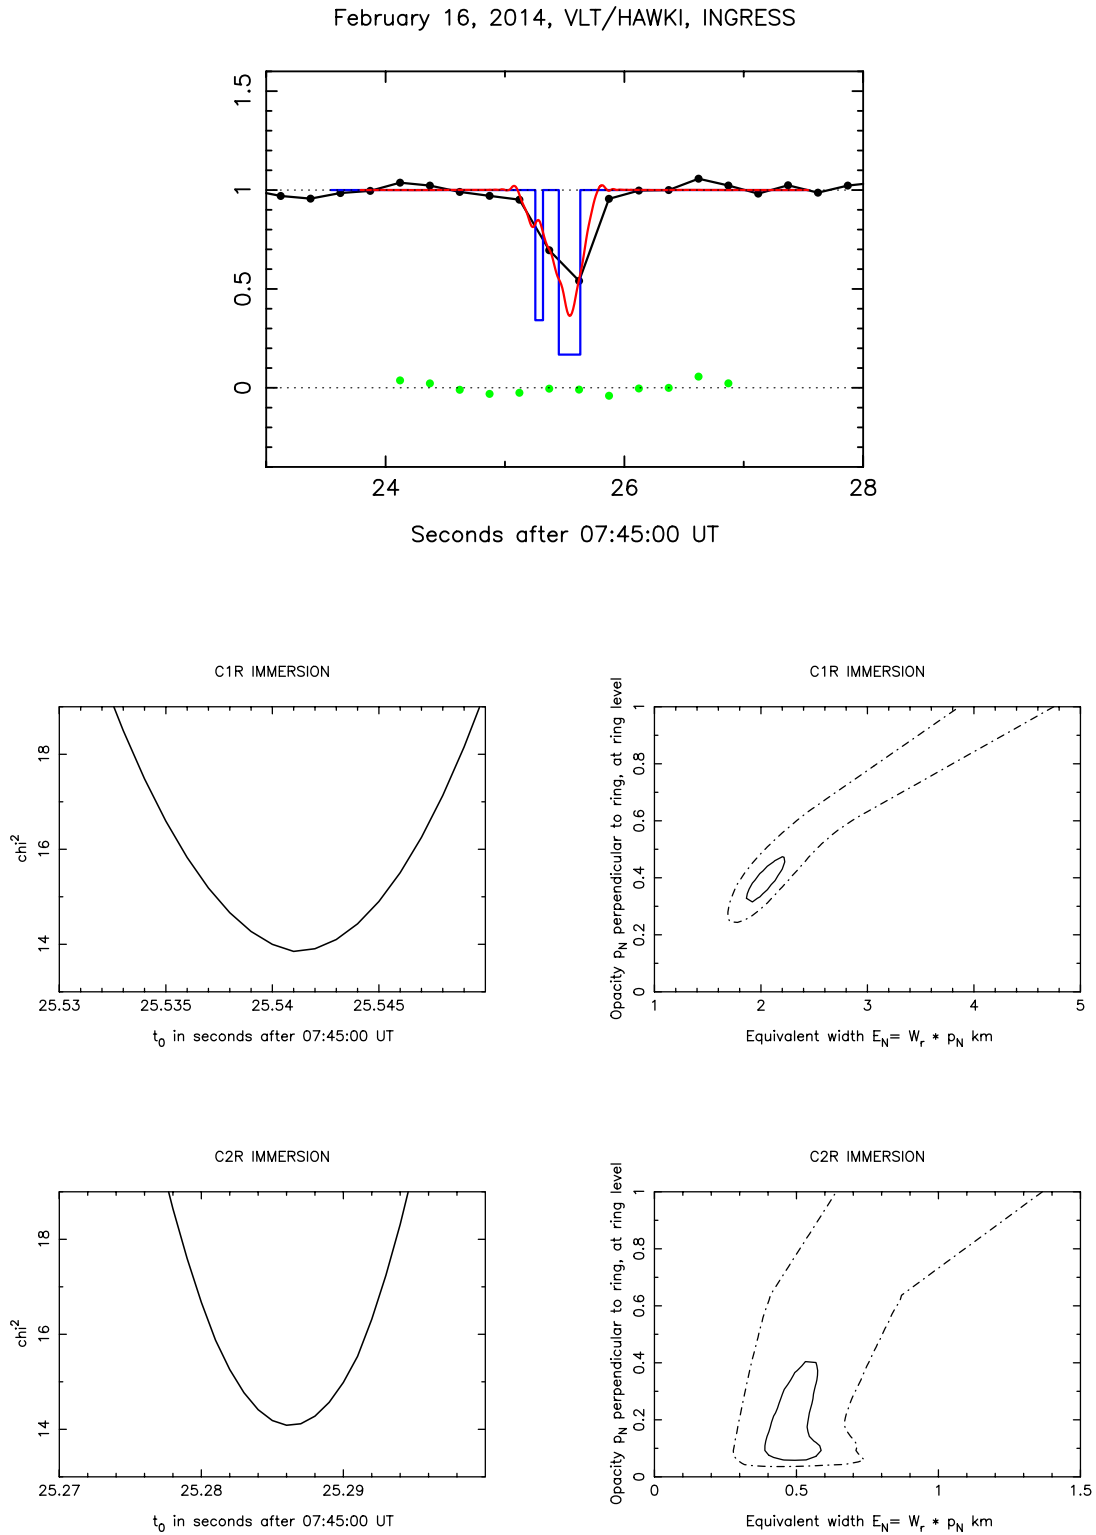 February 16, 2014, VLT/HAWKI, INGRESS
1.5
1
0.5
0
24 26 28
Seconds after 07:45:00 UT
C1R IMMERSION
chi²
18
16
14
25.53 25.535 25.54 25.545
t₀ in seconds after 07:45:00 UT
C1R IMMERSION
Opacity p_N perpendicular to ring, at ring level
1
0.8
0.6
0.4
0.2
0
1 2 3 4 5
Equivalent width E_N= W_r * p_N km
C2R IMMERSION
chi²
18
16
14
25.27 25.28 25.29
t₀ in seconds after 07:45:00 UT
C2R IMMERSION
Opacity p_N perpendicular to ring, at ring level
1
0.8
0.6
0.4
0.2
0
0 0.5 1 1.5
Equivalent width E_N= W_r * p_N km